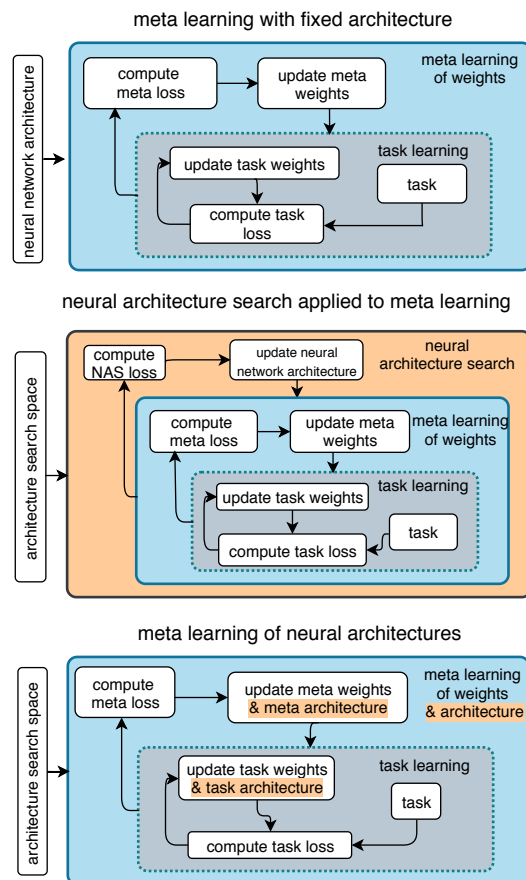 meta learning with fixed architecture
neural network architecture
meta learning
of weights
compute
meta loss
update meta
weights
task learning
update task weights
task
compute task
loss
neural architecture search applied to meta learning
architecture search space
neural
architecture search
compute
NAS loss
update neural
network architecture
meta learning
of weights
compute
meta loss
update meta
weights
task learning
update task weights
task
compute task loss
meta learning of neural architectures
architecture search space
meta learning
of weights
& architecture
compute
meta loss
update meta weights
& meta architecture
task learning
update task weights
& task architecture
task
compute task loss